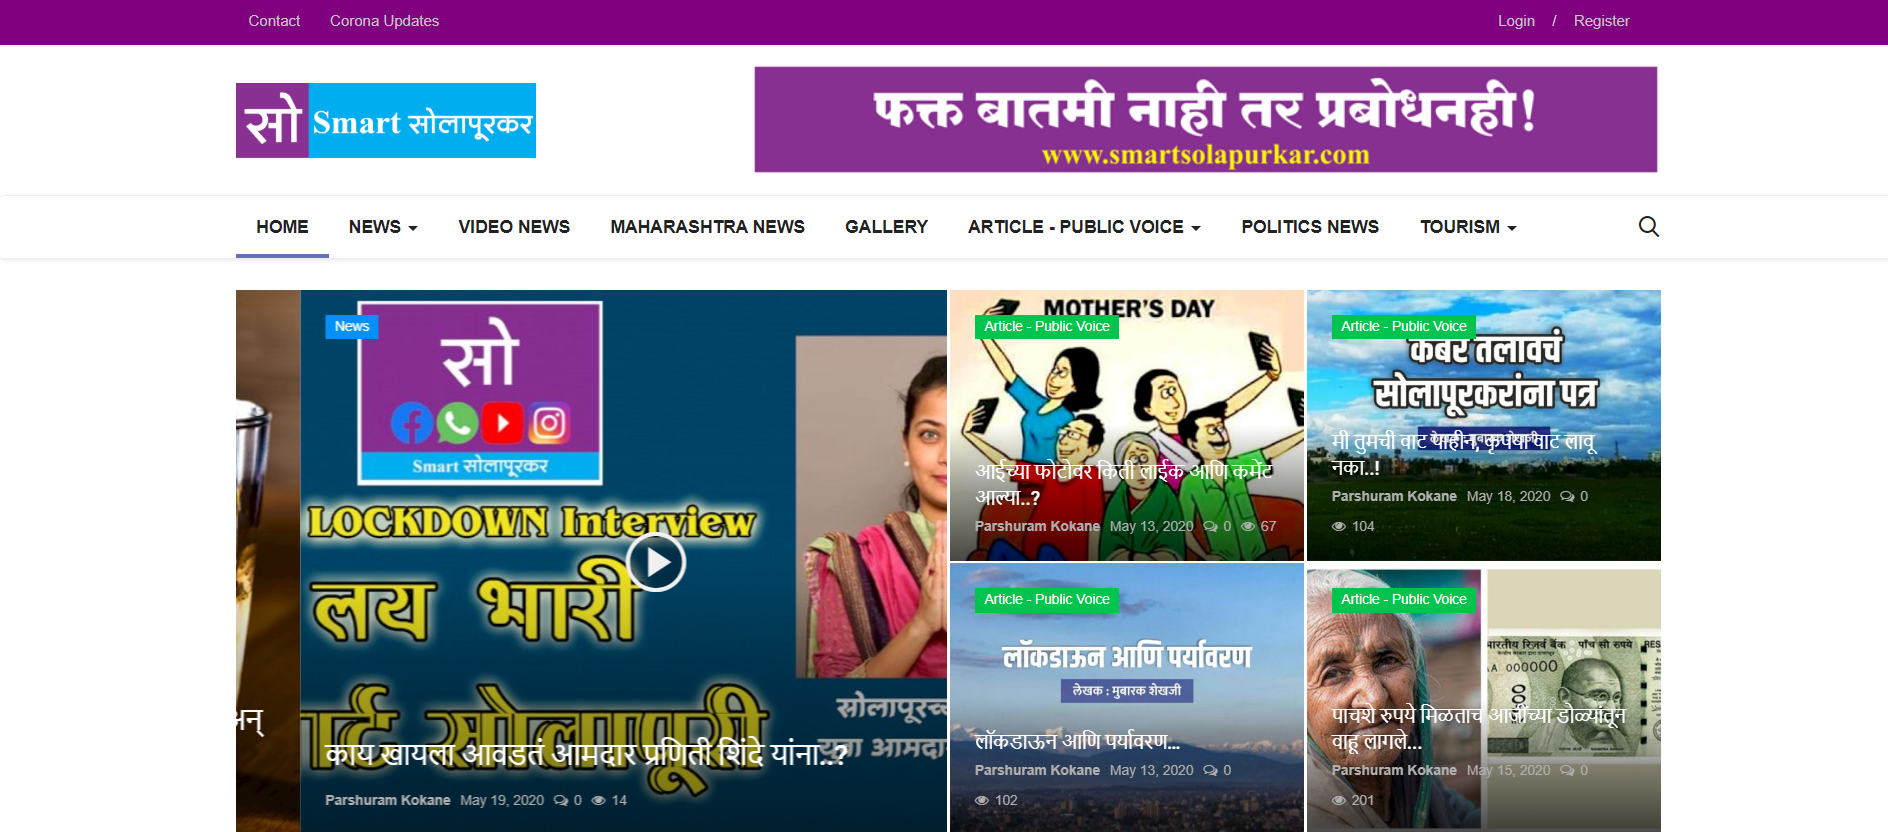 Contact Corona Updates Login / Register
सो Smart सोलापूरकर
फक्त बातमी नाही तर प्रबोधनही!
www.smartsolapurkar.com
HOME NEWS VIDEO NEWS MAHARASHTRA NEWS GALLERY ARTICLE - PUBLIC VOICE POLITICS NEWS TOURISM
News
सो
Smart सोलापूरकर
LOCKDOWN Interview
लय भारी
सोलापूरी
काय खायला आवडतं आमदार प्रणिती शिंदे यांना..?
Parshuram Kokane May 19, 2020 0 14
MOTHER'S DAY
Article - Public Voice
आईच्या फोटोवर किती लाईक आणि कमेंट
आल्या..?
Parshuram Kokane May 13, 2020 0 67
Article - Public Voice
कंबर तलावचं
सोलापूरकरांना पत्र
मी तुमची वाट पाहीन, कृपया वाट लावू
नका..!
Parshuram Kokane May 18, 2020 0
104
Article - Public Voice
लॉकडाऊन आणि पर्यावरण
लेखक : मुबारक शेखजी
लॉकडाऊन आणि पर्यावरण...
Parshuram Kokane May 13, 2020 0
102
Article - Public Voice
भारतीय रिज़र्व बैंक पाँच सौ रुपये RES
000000
500
पाचशे रुपये मिळताच आजींच्या डोळ्यांतून
वाहू लागले...
Parshuram Kokane May 15, 2020 0
201